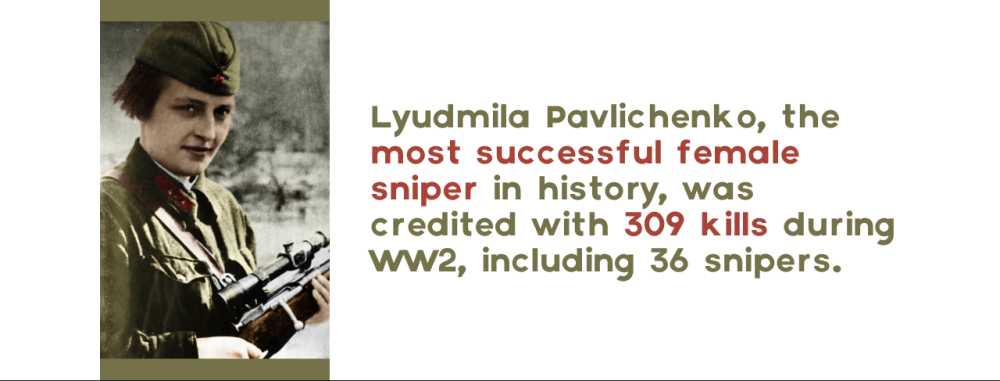 Lyudmila Pavlichenko, the
most successful female
sniper in history, was
credited with 309 kills during
WW2, including 36 snipers.